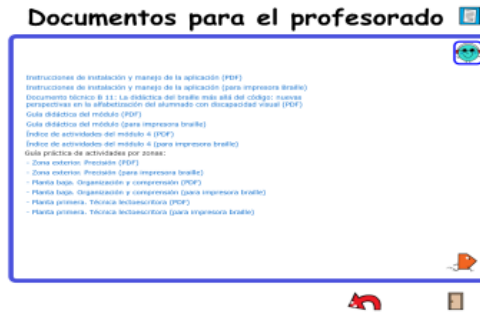 Documentos para el profesorado
Instrucciones de instalación y manejo de la aplicación (PDF)
Instrucciones de instalación y manejo de la aplicación (para impresora Braille)
Documento técnico B 11: La didáctica del braille más allá del código: nuevas
perspectivas en la alfabetización del alumnado con discapacidad visual (PDF)
Guía didáctica del módulo (PDF)
Guía didáctica del módulo (para impresora braille)
Índice de actividades del módulo 4 (PDF)
Índice de actividades del módulo 4 (para impresora braille)
Guía práctica de actividades por zonas:
- Zona exterior. Precisión (PDF)
- Zona exterior. Precisión (para impresora braille)
- Planta baja. Organización y comprensión (PDF)
- Planta baja. Organización y comprensión (para impresora braille)
- Planta primera. Técnica lectoescritora (PDF)
- Planta primera. Técnica lectoescritora (para impresora braille)